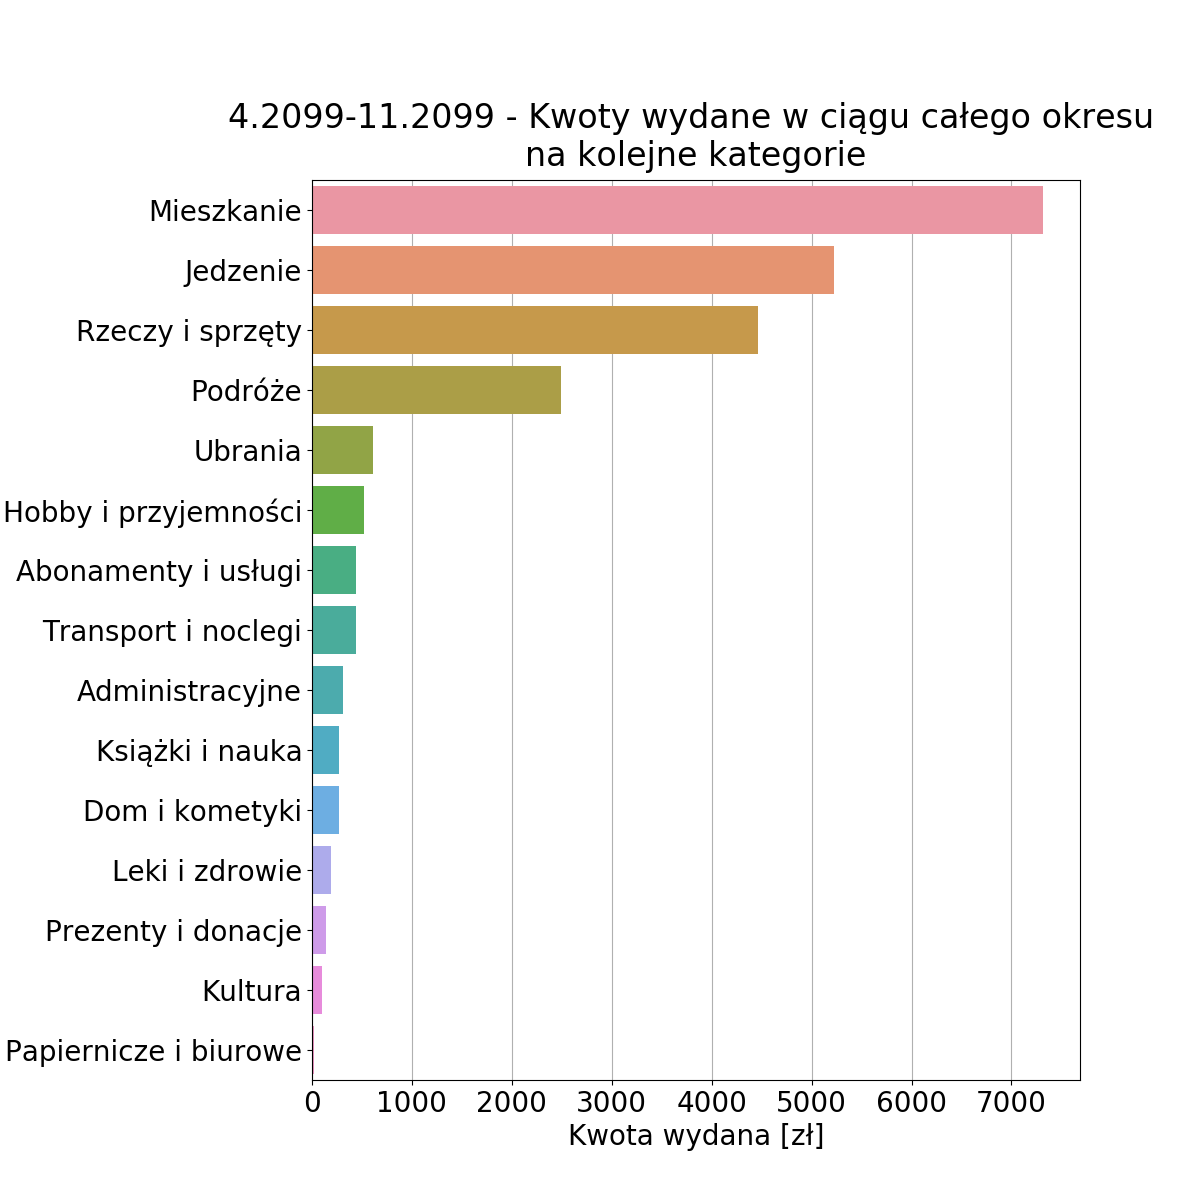 4.2099-11.2099 - Kwoty wydane w ciągu całego okresu
na kolejne kategorie
Mieszkanie
Jedzenie
Rzeczy i sprzęty
Podróże
Ubrania
Hobby i przyjemności
Abonamenty i usługi
Transport i noclegi
Administracyjne
Książki i nauka
Dom i kometyki
Leki i zdrowie
Prezenty i donacje
Kultura
Papiernicze i biurowe
0 1000 2000 3000 4000 5000 6000 7000
Kwota wydana [zł]